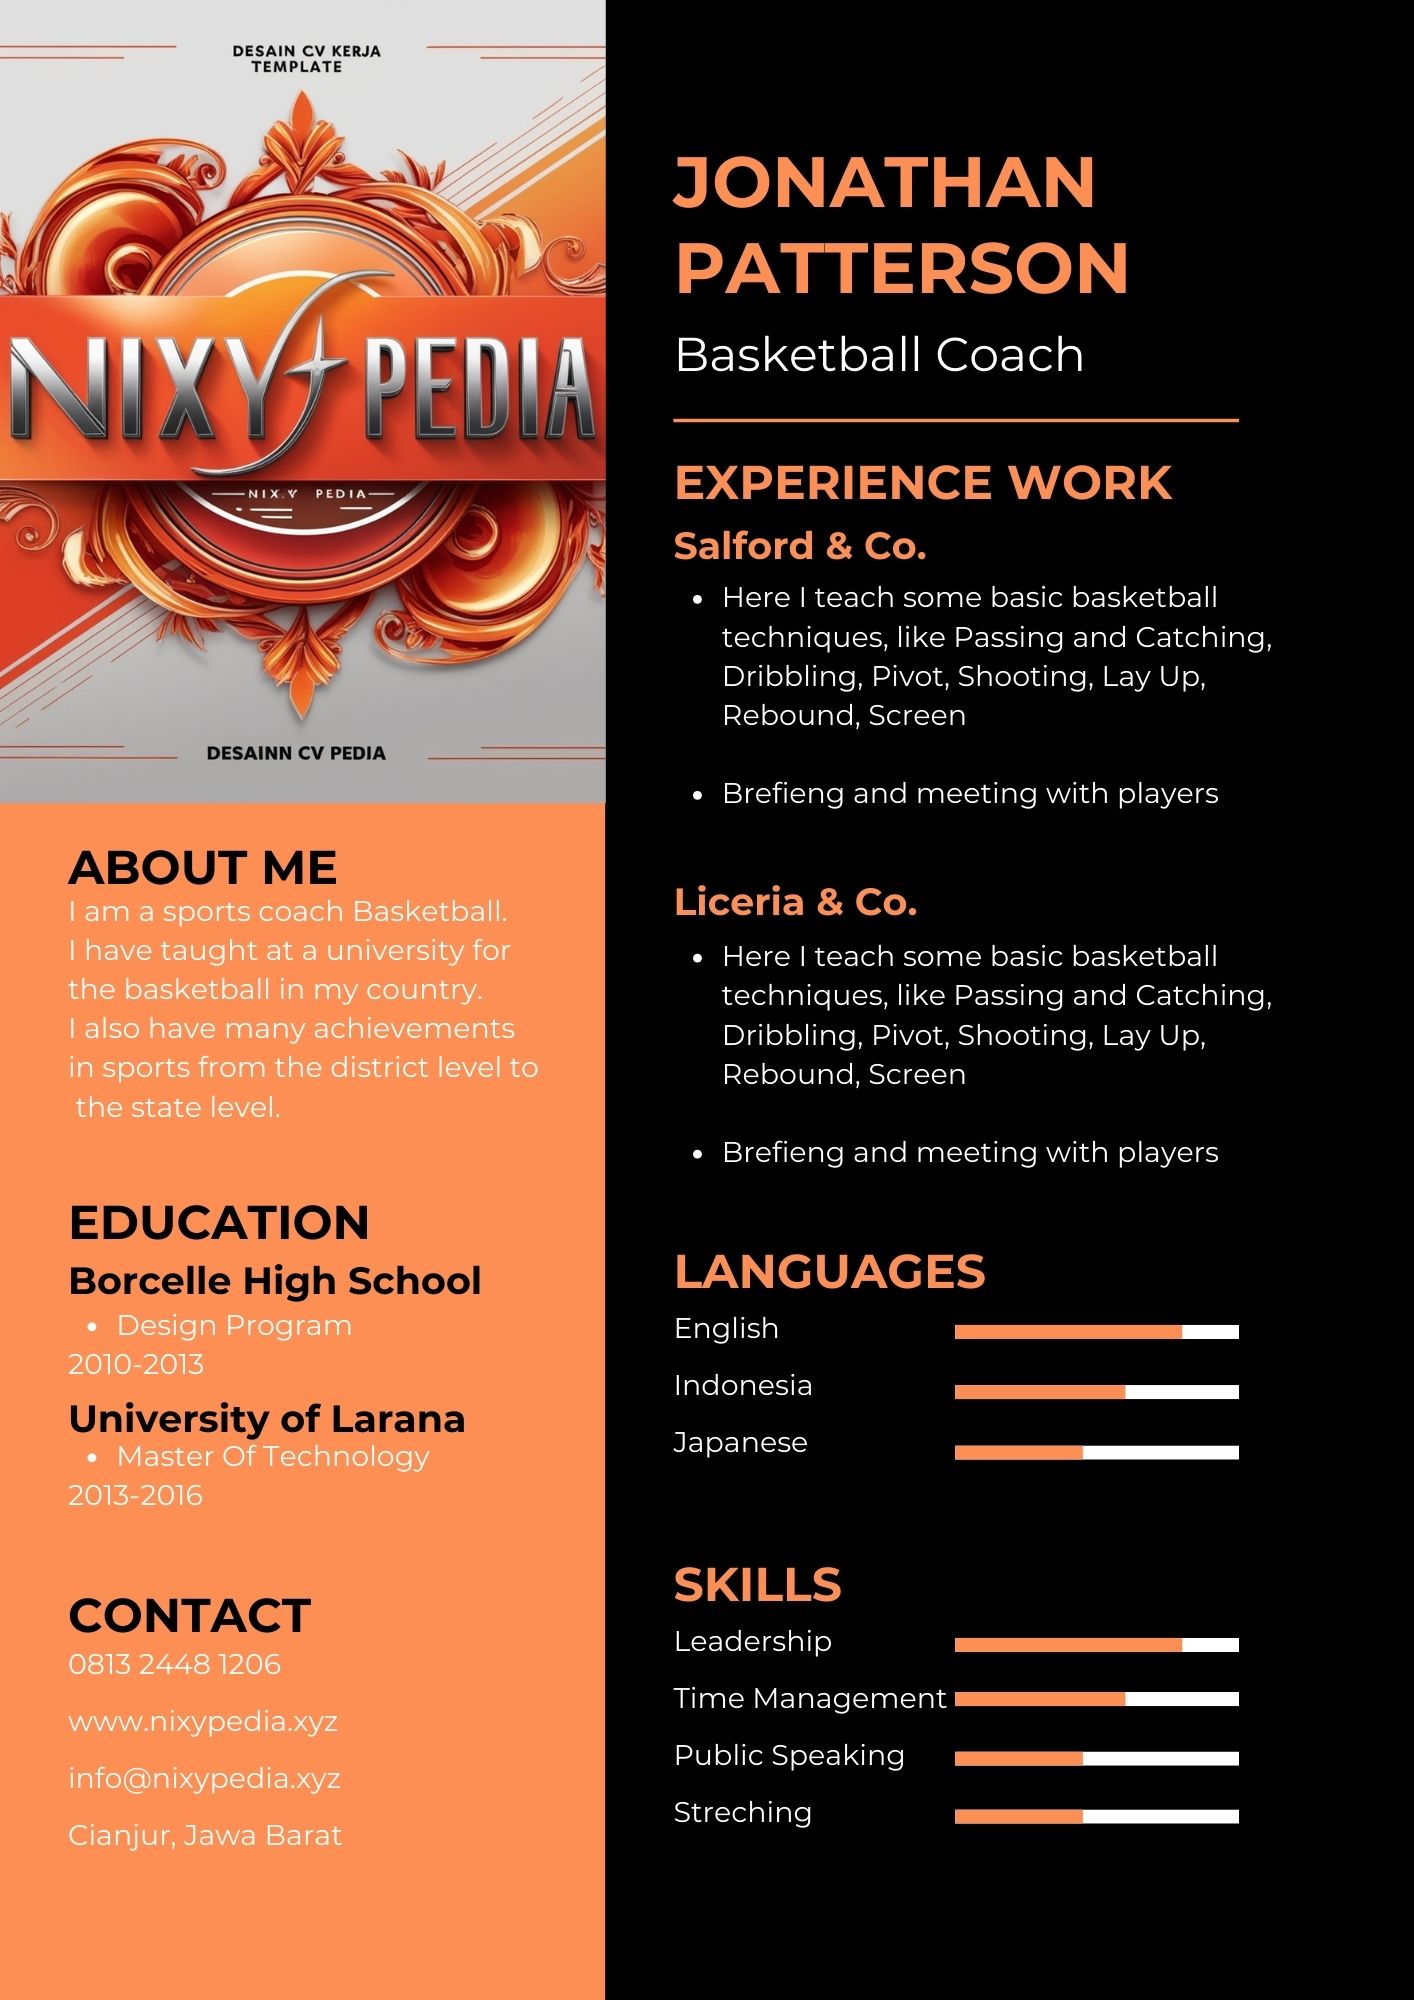 DESAIN CV KERJA
TEMPLATE
NIXY PEDIA
NIX.Y PEDIA
DESAINN CV PEDIA
ABOUT ME
I am a sports coach Basketball.
I have taught at a university for
the basketball in my country.
I also have many achievements
in sports from the district level to
the state level.
EDUCATION
Borcelle High School
• Design Program
2010-2013
University of Larana
• Master Of Technology
2013-2016
CONTACT
0813 2448 1206
www.nixypedia.xyz
info@nixypedia.xyz
Cianjur, Jawa Barat
JONATHAN
PATTERSON
Basketball Coach
EXPERIENCE WORK
Salford & Co.
• Here I teach some basic basketball
techniques, like Passing and Catching,
Dribbling, Pivot, Shooting, Lay Up,
Rebound, Screen
• Brefieng and meeting with players
Liceria & Co.
• Here I teach some basic basketball
techniques, like Passing and Catching,
Dribbling, Pivot, Shooting, Lay Up,
Rebound, Screen
• Brefieng and meeting with players
LANGUAGES
English
Indonesia
Japanese
SKILLS
Leadership
Time Management
Public Speaking
Streching